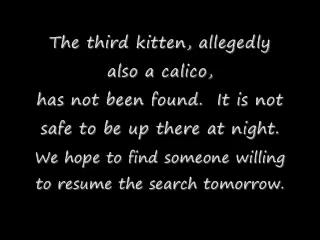 The third kitten, allegedly
also a calico,
has not been found.  It is not
safe to be up there at night.
We hope to find someone willing
to resume the search tomorrow.